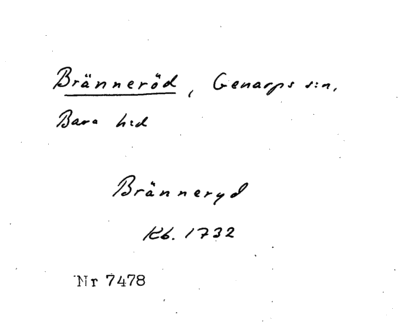 Bränneröd, Genarps s:n,
Bara h:d
Bränneryd
Kb. 1732
Nr 7478